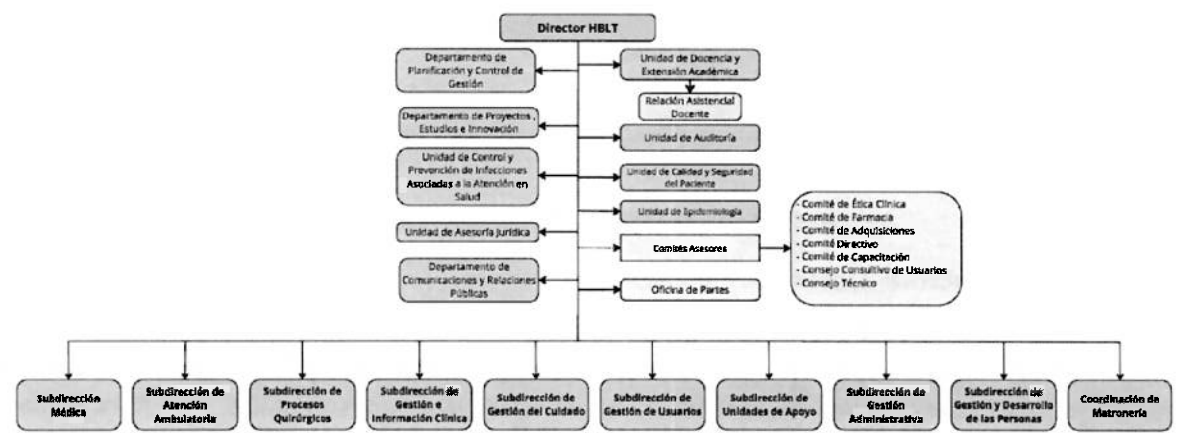 Director HBLT
Departamento de
Planificación y Control de
Gestión
Unidad de Docencia y
Extensión Académica
Relación Asistencial
Docente
Departamento de Proyectos ,
Estudios e Innovación
Unidad de Auditoría
Unidad de Control y
Prevención de Infecciones
Asociadas a la Atención en
Salud
Unidad de Calidad y Seguridad
del Paciente
Unidad de Epidemiología
Unidad de Asesoría Jurídica
Comités Asesores
- Comité de Ética Clínica
- Comité de Farmacia
- Comité de Adquisiciones
- Comité Directivo
- Comité de Capacitación
- Consejo Consultivo de Usuarios
- Consejo Técnico
Departamento de
Comunicaciones y Relaciones
Públicas
Oficina de Partes
Subdirección
Médica
Subdirección de
Atención
Ambulatoria
Subdirección de
Procesos
Quirúrgicos
Subdirección de
Gestión e
Información Clínica
Subdirección de
Gestión del Cuidado
Subdirección de
Gestión de Usuarios
Subdirección de
Unidades de Apoyo
Subdirección de
Gestión
Administrativa
Subdirección de
Gestión y Desarrollo
de las Personas
Coordinación de
Matronería